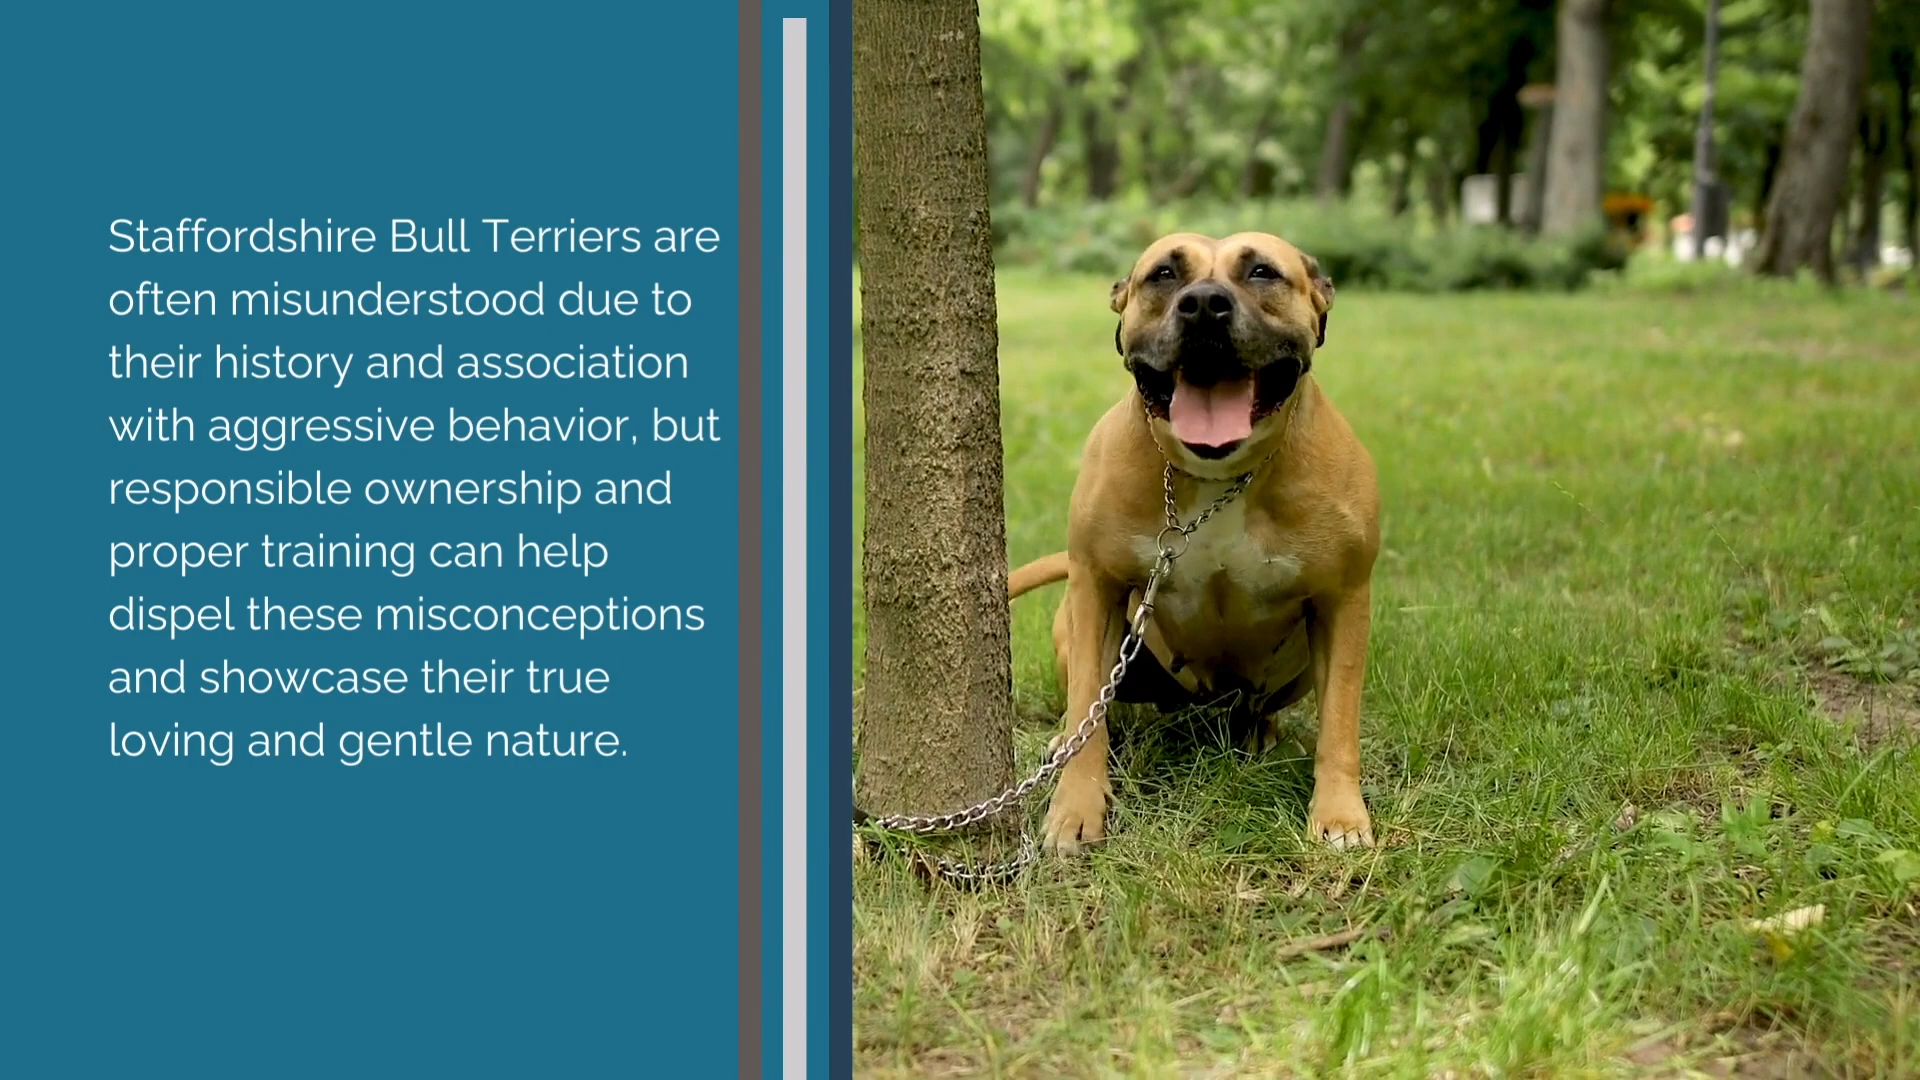 Staffordshire Bull Terriers are
often misunderstood due to
their history and association
with aggressive behavior, but
responsible ownership and
proper training can help
dispel these misconceptions
and showcase their true
loving and gentle nature.